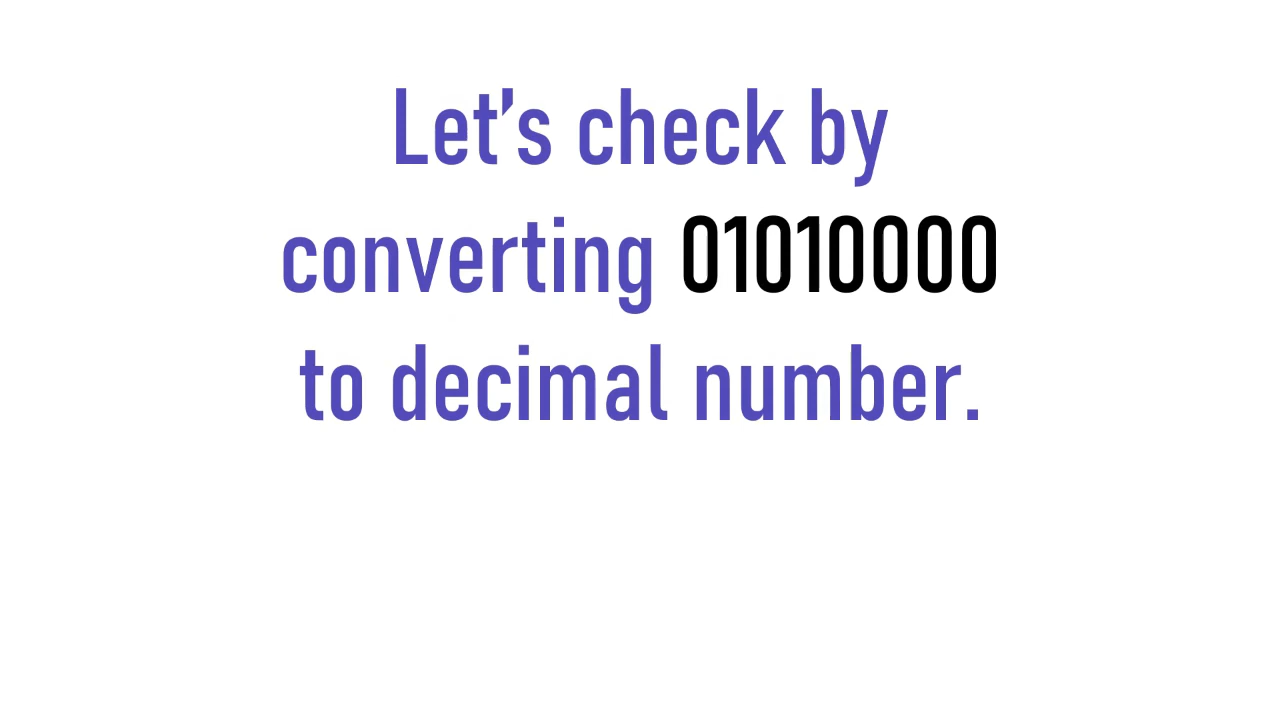 Let’s check by
converting 01010000
to decimal number.